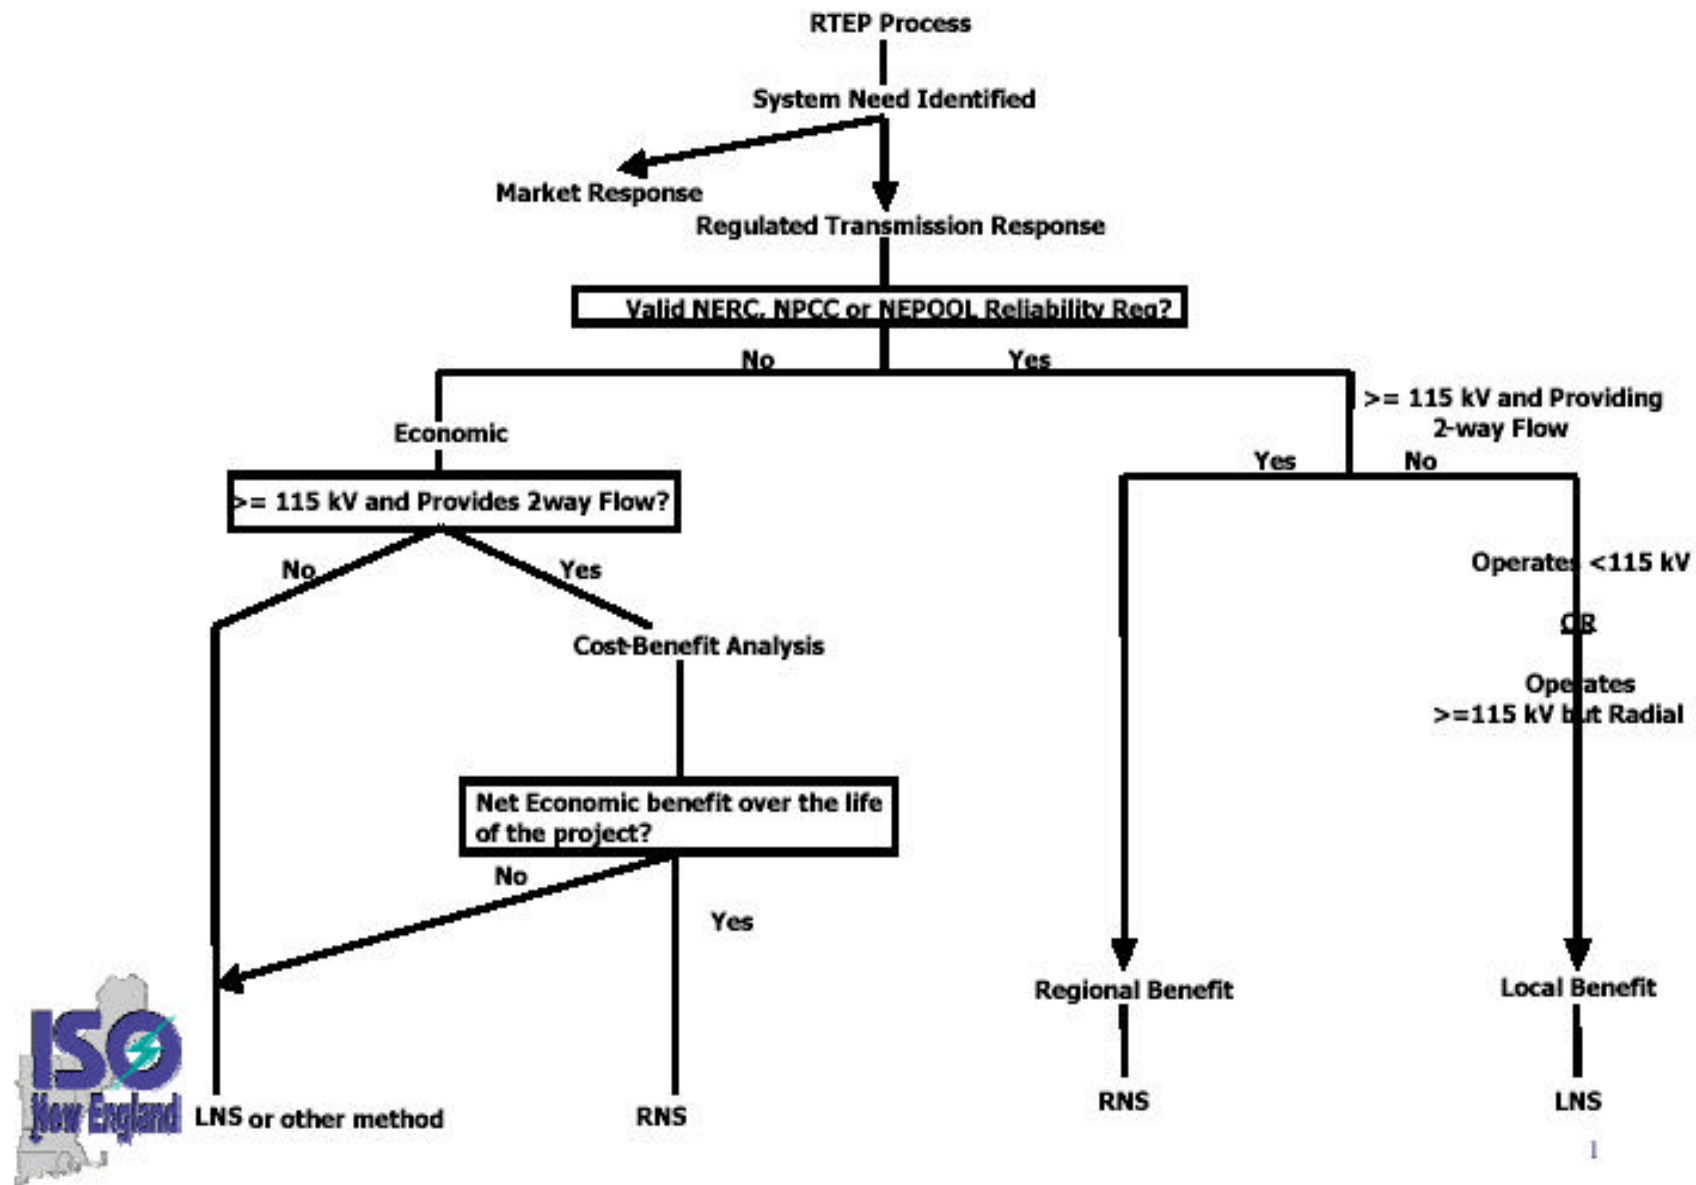 RTEP Process
System Need Identified
Market Response
Regulated Transmission Response
Valid NERC, NPCC or NEPOOL Reliability Req?
No
Yes
>= 115 kV and Providing
2-way Flow
Economic
Yes
No
>= 115 kV and Provides 2way Flow?
No
Yes
Operates <115 kV
OR
Cost-Benefit Analysis
Operates
>=115 kV but Radial
Net Economic benefit over the life
of the project?
No
Yes
Regional Benefit
Local Benefit
ISO
New England
LNS or other method
RNS
RNS
LNS
1